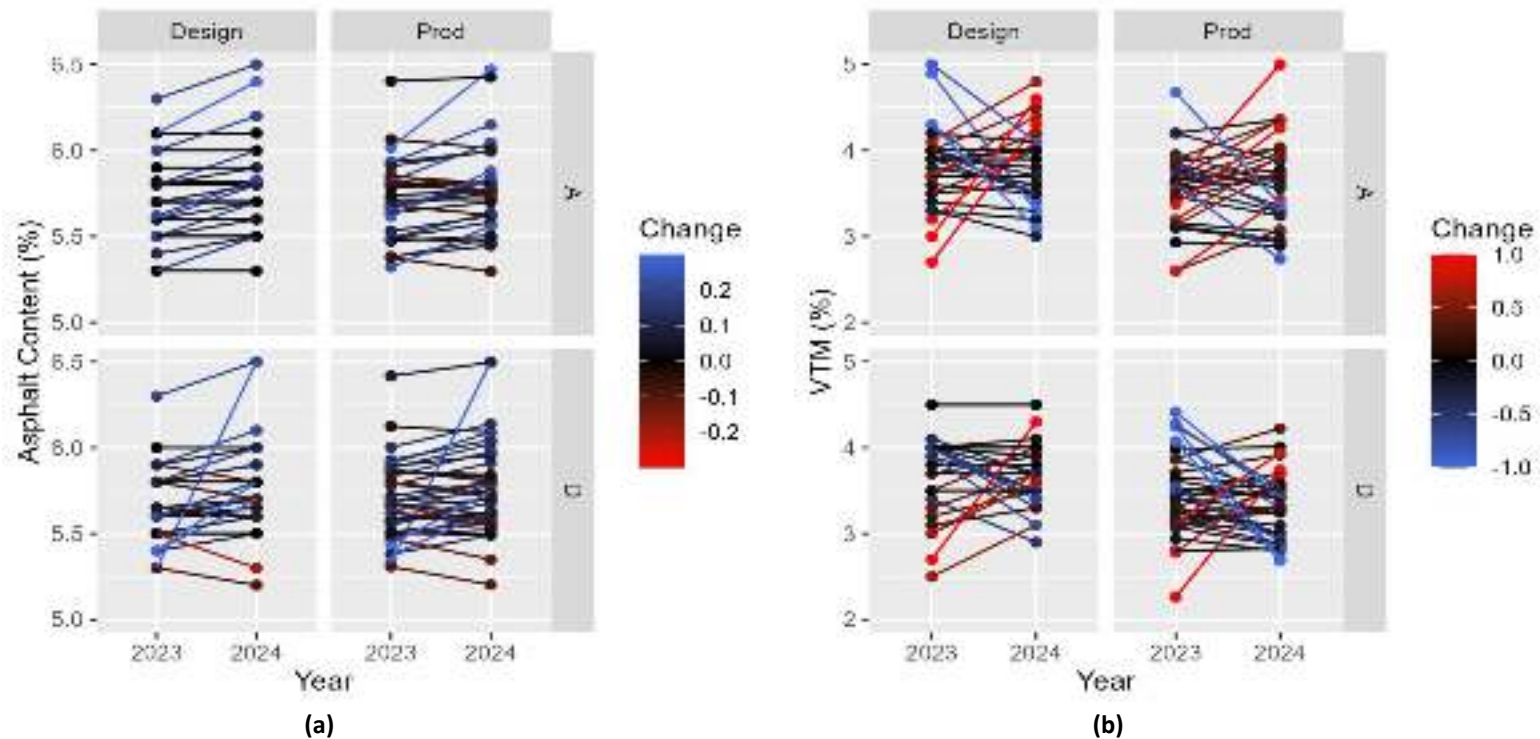 Design Prod
Asphalt Content (%)
6.5
6.0
5.5
5.0
A
6.5
6.0
5.5
5.0
D
2023 2024 2023 2024
Year
Change
0.2
0.1
0.0
-0.1
-0.2
(a)
Design Prod
VTM (%)
5
4
3
2
A
5
4
3
2
D
2023 2024 2023 2024
Year
Change
1.0
0.5
0.0
-0.5
-1.0
(b)